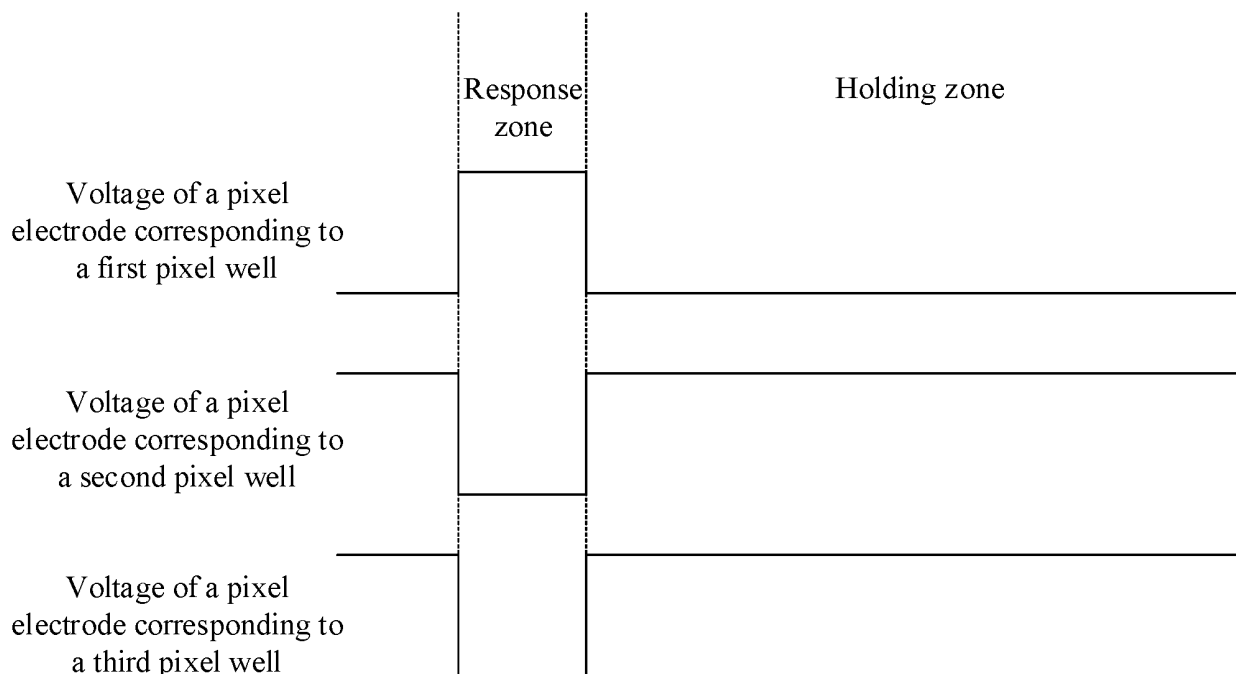 Response
zone
Holding zone
Voltage of a pixel
electrode corresponding to
a first pixel well
Voltage of a pixel
electrode corresponding to
a second pixel well
Voltage of a pixel
electrode corresponding to
a third pixel well